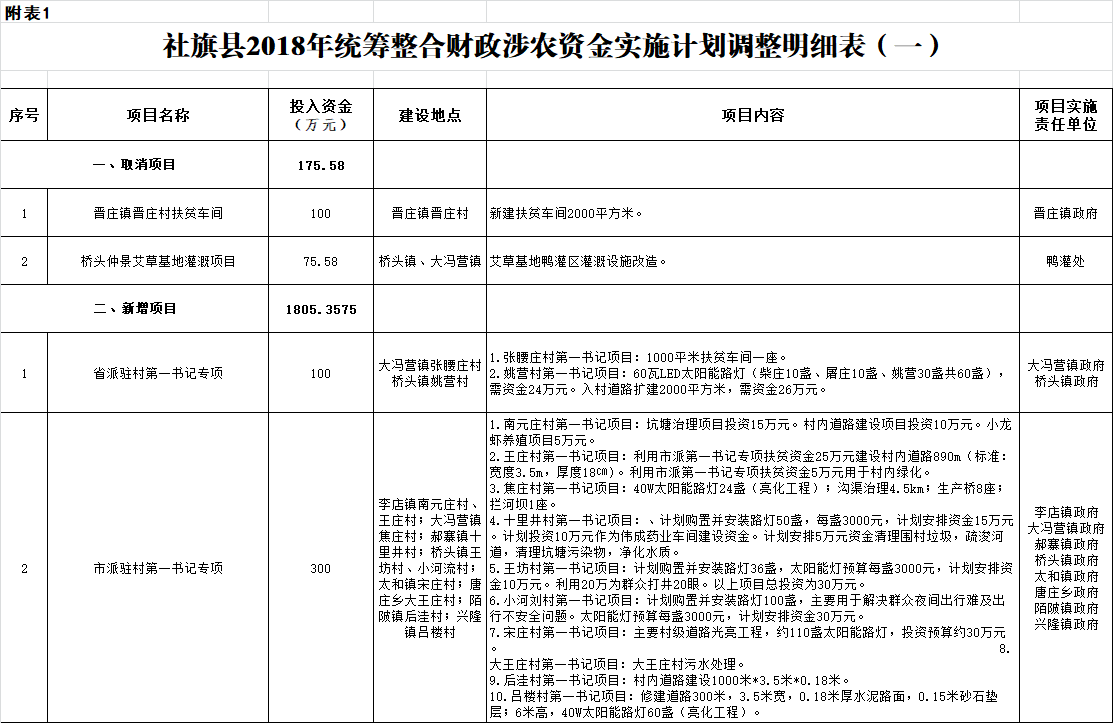 附表1
社旗县2018年统筹整合财政涉农资金实施计划调整明细表（一）
序号
项目名称
投入资金
（万元）
建设地点
项目内容
项目实施
责任单位
一、取消项目
175.58
1
晋庄镇晋庄村扶贫车间
100
晋庄镇晋庄村
新建扶贫车间2000平方米。
晋庄镇政府
2
桥头仲景艾草基地灌溉项目
75.58
桥头镇、大冯营镇
艾草基地鸭灌区灌溉设施改造。
鸭灌处
二、新增项目
1805.3575
1
省派驻村第一书记专项
100
大冯营镇张腰庄村
桥头镇姚营村
1.张腰庄村第一书记项目：1000平米扶贫车间一座。
2.姚营村第一书记项目：60瓦LED太阳能路灯（柴庄10盏、屠庄10盏、姚营30盏共60盏），
需资金24万元。入村道路扩建2000平方米，需资金26万元。
大冯营镇政府
桥头镇政府
2
市派驻村第一书记专项
300
李店镇南元庄村、
王庄村；大冯营镇
焦庄村；郝寨镇十
里井村；桥头镇王
坊村、小河流村；
太和镇宋庄村；唐
庄乡大王庄村；陌
陂镇后洼村；兴隆
镇吕楼村
1.南元庄村第一书记项目：坑塘治理项目投资15万元。村内道路建设项目投资10万元。小龙
虾养殖项目5万元。
2.王庄村第一书记项目：利用市派第一书记专项扶贫资金25万元建设村内道路890m（标准：
宽度3.5m，厚度18㎝）。利用市派第一书记专项扶贫资金5万元用于村内绿化。
3.焦庄村第一书记项目：40W太阳能路灯24盏（亮化工程）；沟渠治理4.5km；生产桥8座；
拦河坝1座。
4.十里井村第一书记项目：、计划购置并安装路灯50盏，每盏3000元，计划安排资金15万元
。计划投资10万元作为伟成药业车间建设资金。计划安排5万元资金清理围村垃圾，疏浚河
道，清理坑塘污染物，净化水质。
5.王坊村第一书记项目：计划购置并安装路灯36盏，太阳能灯预算每盏3000元，计划安排资
金10万元。利用20万为群众打井20眼。以上项目总投资为30万元。
6.小河刘村第一书记项目：计划购置并安装路灯100盏，主要用于解决群众夜间出行难及出
行不安全问题。太阳能灯预算每盏3000元，计划安排资金30万元。
7.宋庄村第一书记项目：主要村级道路光亮工程，约110盏太阳能路灯，投资预算约30万元
。 8.
大王庄村第一书记项目：大王庄村污水处理。
9.后洼村第一书记项目：村内道路建设1000米*3.5米*0.18米。
10.吕楼村第一书记项目：修建道路300米，3.5米宽，0.18米厚水泥路面，0.15米砂石垫
层；6米高，40W太阳能路灯60盏（亮化工程）。
李店镇政府
大冯营镇政府
郝寨镇政府
桥头镇政府
太和镇政府
唐庄乡政府
陌陂镇政府
兴隆镇政府